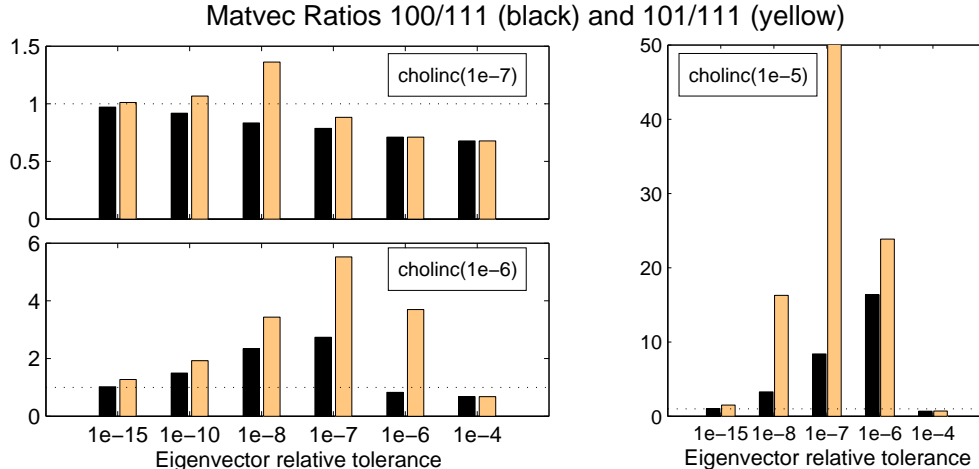 Matvec Ratios 100/111 (black) and 101/111 (yellow)
1.5
1
0.5
0
cholinc(1e−7)
6
4
2
0
cholinc(1e−6)
1e−15 1e−10 1e−8 1e−7 1e−6 1e−4
Eigenvector relative tolerance
50
40
30
20
10
0
cholinc(1e−5)
1e−15 1e−8 1e−7 1e−6 1e−4
Eigenvector relative tolerance